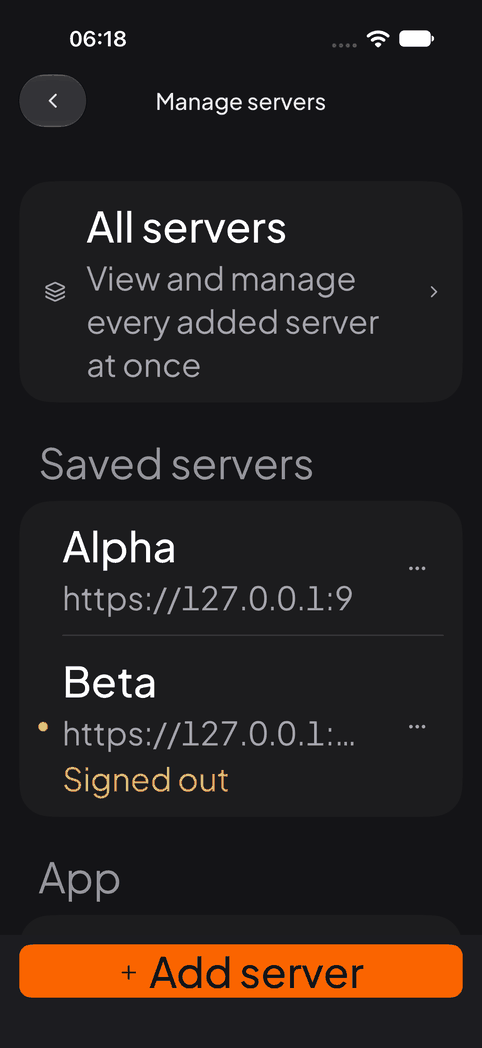 06:18
Manage servers
All servers
View and manage
every added server
at once
Saved servers
Alpha
https://127.0.0.1:9
Beta
https://127.0.0.1:...
Signed out
App
+ Add server